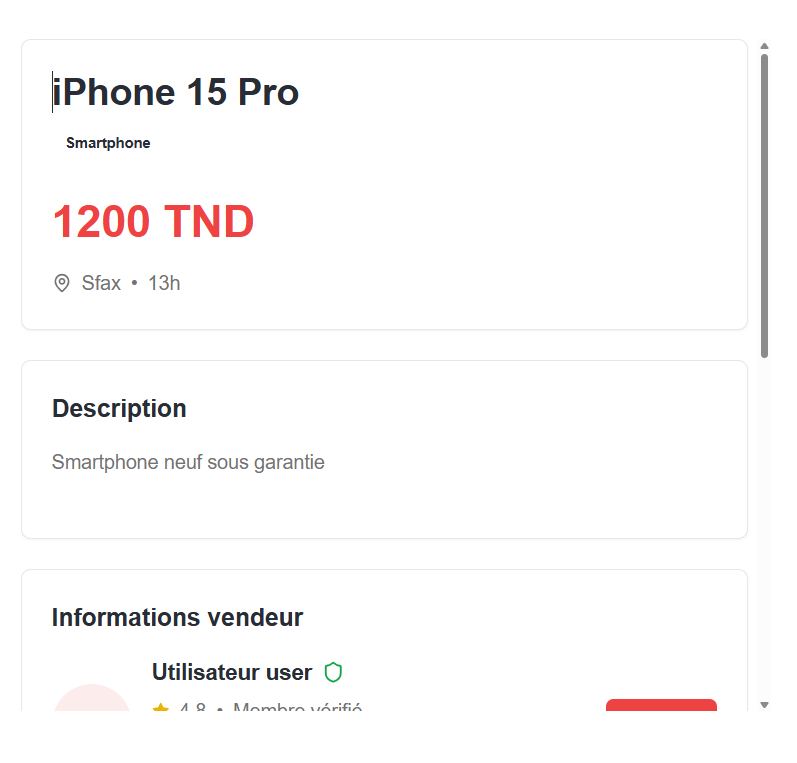 iPhone 15 Pro
Smartphone
1200 TND
Sfax • 13h
Description
Smartphone neuf sous garantie
Informations vendeur
Utilisateur user
4.8 • Membre vérifié